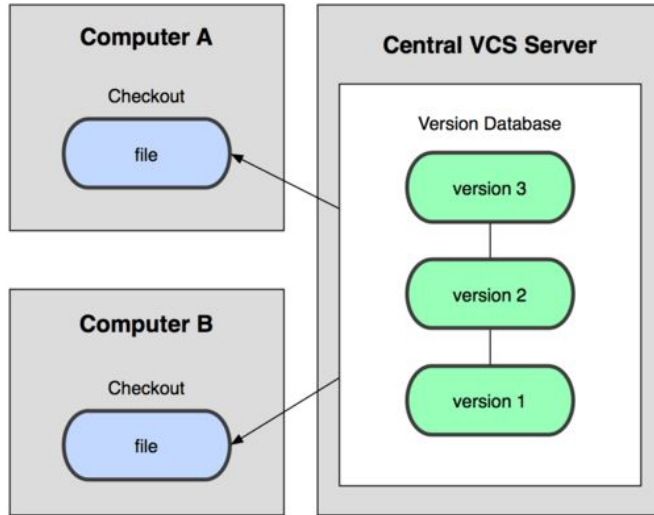 Computer A
Checkout
file
Computer B
Checkout
file
Central VCS Server
Version Database
version 3
version 2
version 1